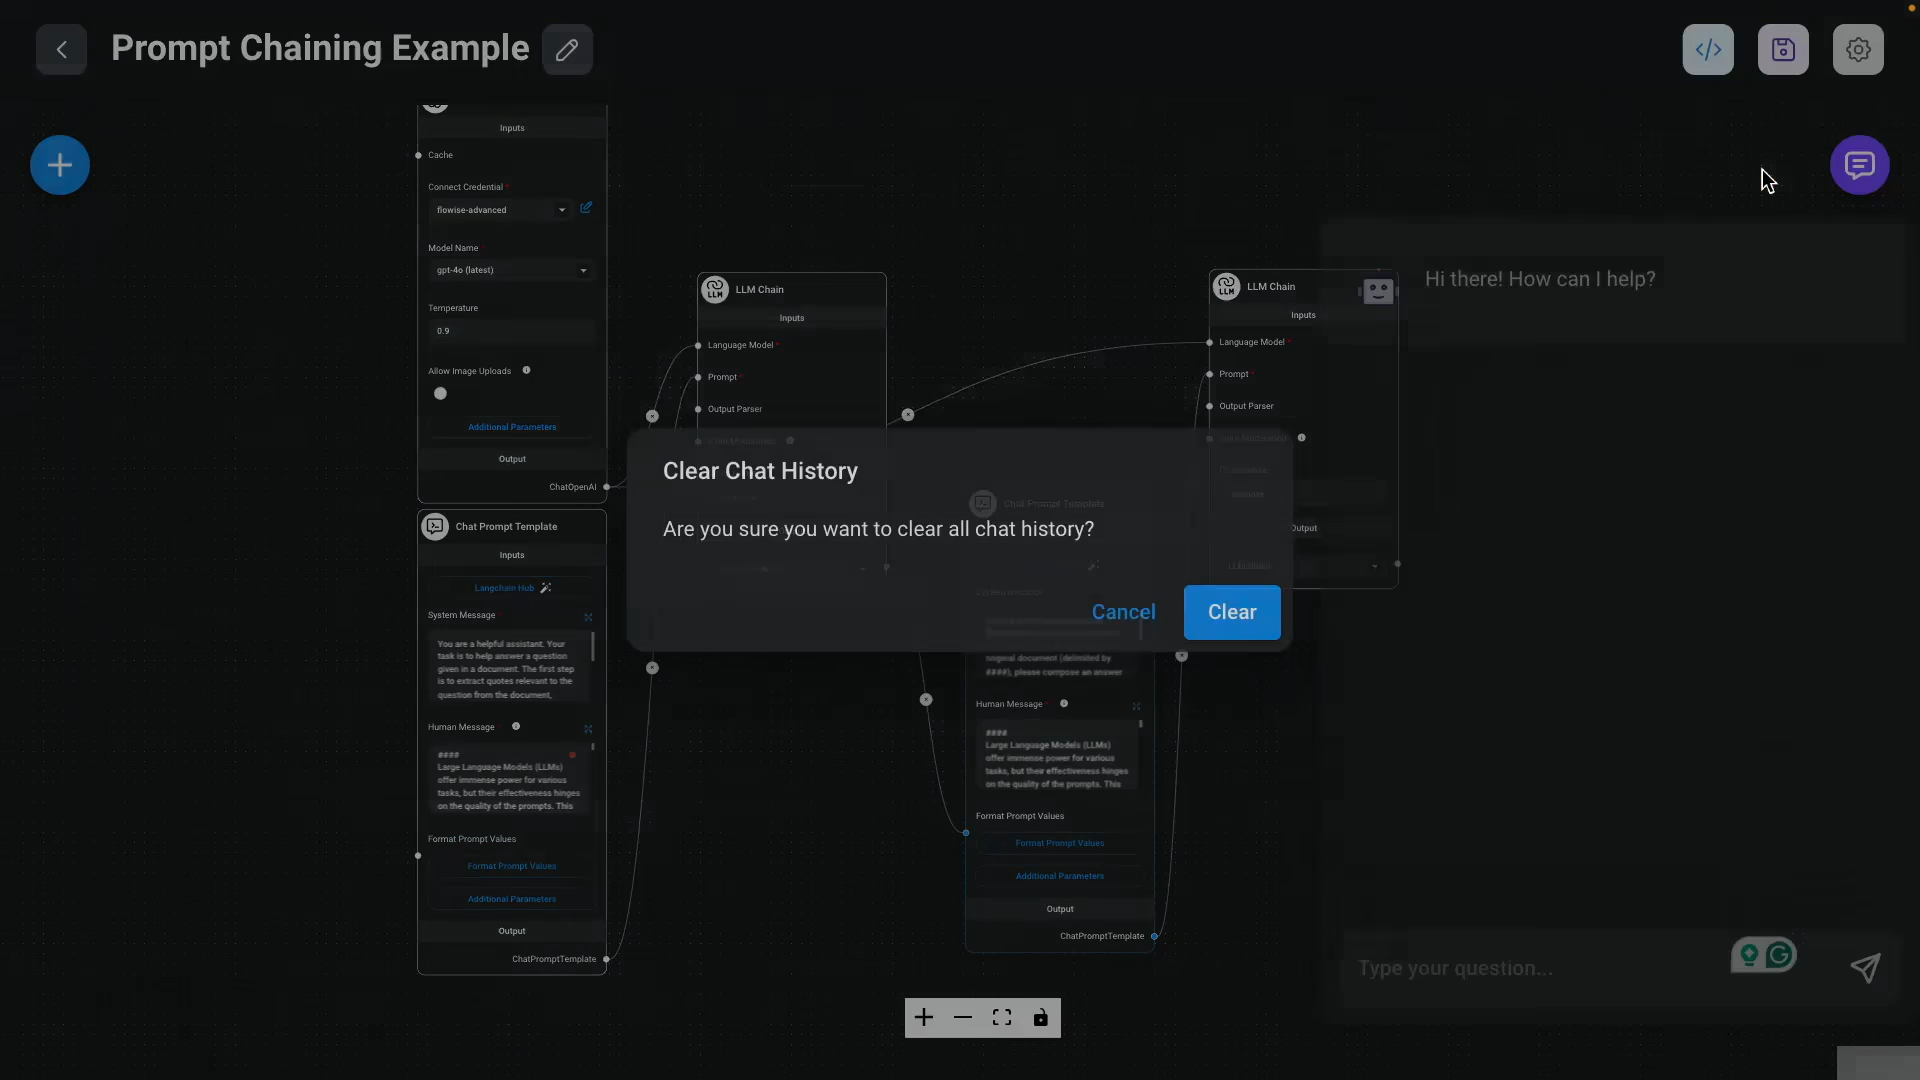 Prompt Chaining Example
Inputs
Cache
Connect Credential *
flowise-advanced
Model Name *
gpt-4o (latest)
Temperature
0.9
Allow Image Uploads
Additional Parameters
Output
ChatOpenAI
Chat Prompt Template
Inputs
Langchain Hub
System Message
You are a helpful assistant. Your
task is to help answer a question
given in a document. The first step
is to extract quotes relevant to the
question from the document,
Human Message
####
Large Language Models (LLMs)
offer immense power for various
tasks, but their effectiveness hinges
on the quality of the prompts. This
Format Prompt Values
Format Prompt Values
Additional Parameters
Output
ChatPromptTemplate
LLM Chain
Inputs
Language Model *
Prompt *
Output Parser
Clear Chat History
Are you sure you want to clear all chat history?
Cancel
Clear
Chat Prompt Template
original document (delimited by
####), please compose an answer
Human Message
####
Large Language Models (LLMs)
offer immense power for various
tasks, but their effectiveness hinges
on the quality of the prompts. This
Format Prompt Values
Format Prompt Values
Additional Parameters
Output
ChatPromptTemplate
LLM Chain
Inputs
Language Model *
Prompt *
Output Parser
Output
Hi there! How can I help?
Type your question...